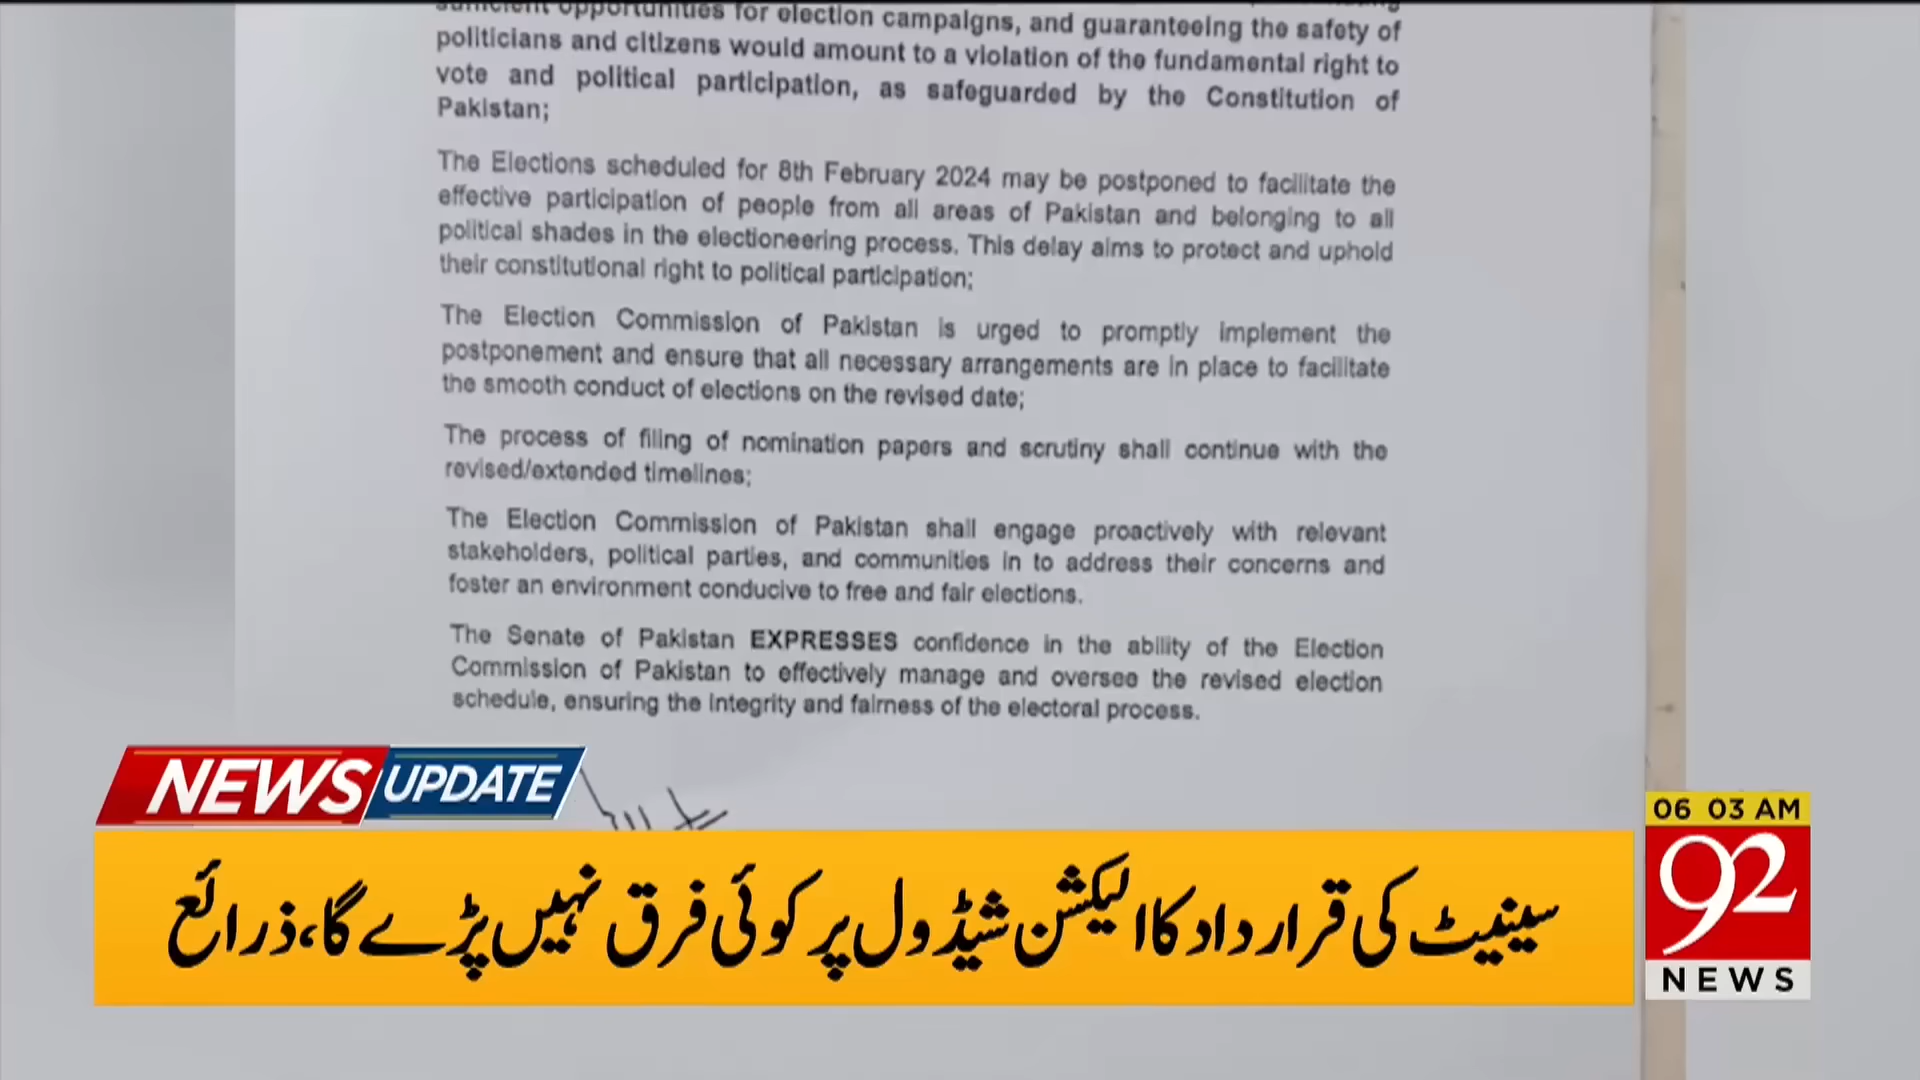 sufficient opportunities for election campaigns, and guaranteeing the safety of
politicians and citizens would amount to a violation of the fundamental right to
vote and political participation, as safeguarded by the Constitution of
Pakistan;
The Elections scheduled for 8th February 2024 may be postponed to facilitate the
effective participation of people from all areas of Pakistan and belonging to all
political shades in the electioneering process. This delay aims to protect and uphold
their constitutional right to political participation;
The Election Commission of Pakistan is urged to promptly implement the
postponement and ensure that all necessary arrangements are in place to facilitate
the smooth conduct of elections on the revised date;
The process of filing of nomination papers and scrutiny shall continue with the
revised/extended timelines;
The Election Commission of Pakistan shall engage proactively with relevant
stakeholders, political parties, and communities in to address their concerns and
foster an environment conducive to free and fair elections.
The Senate of Pakistan EXPRESSES confidence in the ability of the Election
Commission of Pakistan to effectively manage and oversee the revised election
schedule, ensuring the integrity and fairness of the electoral process.
NEWS UPDATE
06 03 AM
سینیٹ کی قرارداد کا الیکشن شیڈول پر کوئی فرق نہیں پڑے گا، ذرائع
92
NEWS